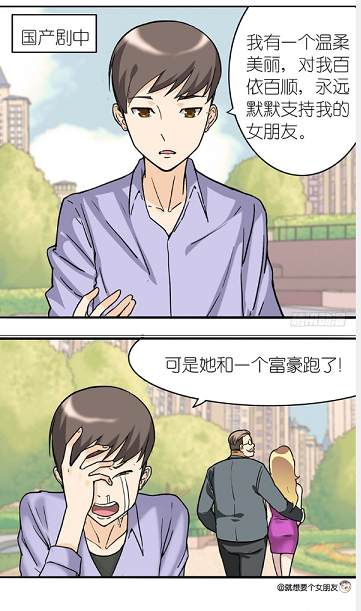 国产剧中
我有一个温柔
美丽，对我百
依百顺，永远
默默支持我的
女朋友。
可是她和一个富豪跑了!
@就想要个女朋友